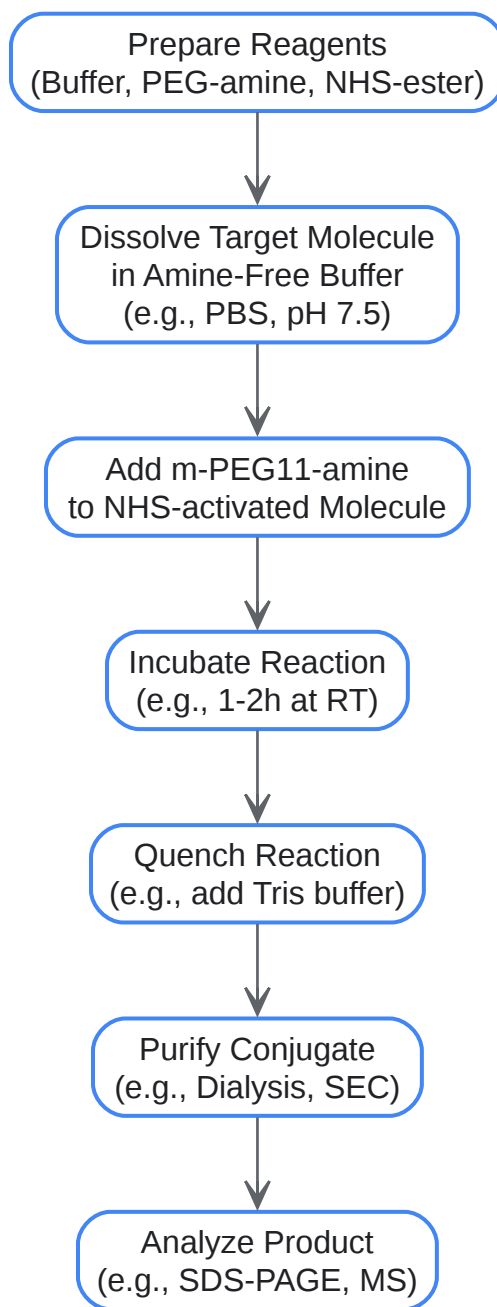 Prepare Reagents
(Buffer, PEG-amine, NHS-ester)
Dissolve Target Molecule
in Amine-Free Buffer
(e.g., PBS, pH 7.5)
Add m-PEG11-amine
to NHS-activated Molecule
Incubate Reaction
(e.g., 1-2h at RT)
Quench Reaction
(e.g., add Tris buffer)
Purify Conjugate
(e.g., Dialysis, SEC)
Analyze Product
(e.g., SDS-PAGE, MS)